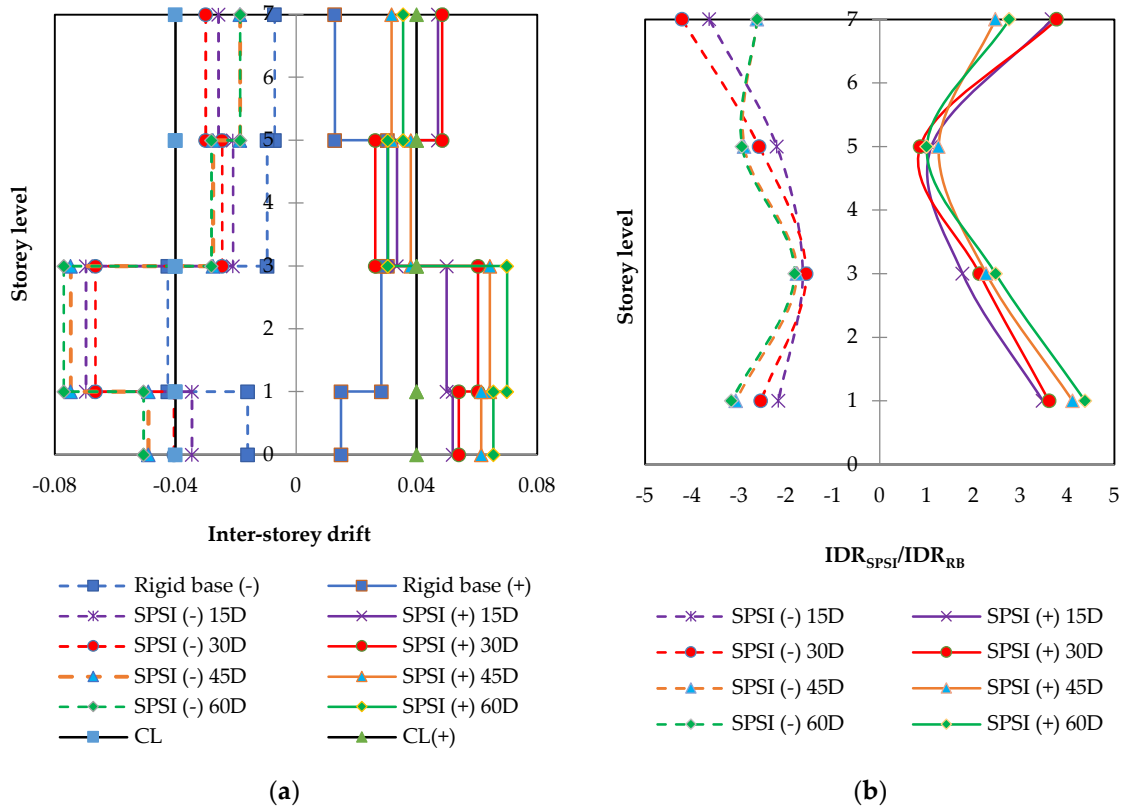 7
6
5
4
3
2
1
0
Storey level
-0.08
-0.04
0
0.04
0.08
Inter-storey drift
Rigid base (-)
Rigid base (+)
SPSI (-) 15D
SPSI (+) 15D
SPSI (-) 30D
SPSI (+) 30D
SPSI (-) 45D
SPSI (+) 45D
SPSI (-) 60D
SPSI (+) 60D
CL
CL(+)
(a)
7
6
5
4
3
2
1
0
Storey level
-5
-4
-3
-2
-1
0
1
2
3
4
5
IDRSPSI/IDRRB
SPSI (-) 15D
SPSI (+) 15D
SPSI (-) 30D
SPSI (+) 30D
SPSI (-) 45D
SPSI (+) 45D
SPSI (-) 60D
SPSI (+) 60D
(b)